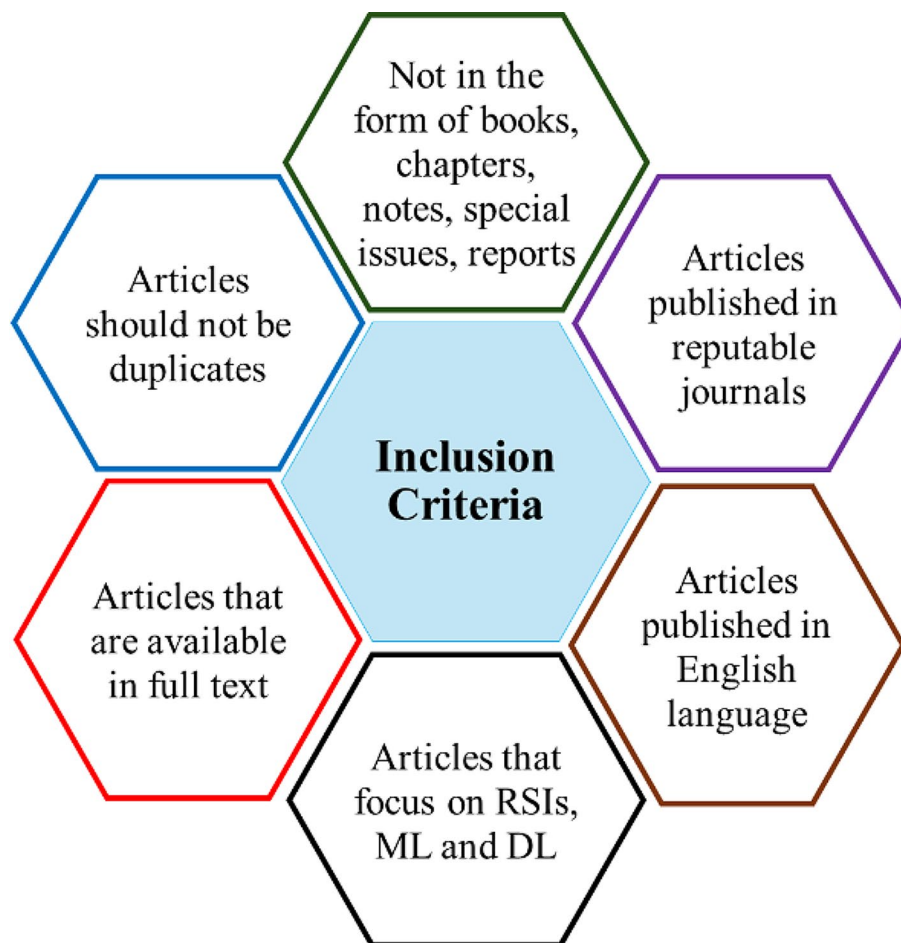 Not in the
form of books,
chapters,
notes, special
issues, reports
Articles
should not be
duplicates
Articles
published in
reputable
journals
Inclusion
Criteria
Articles that
are available
in full text
Articles
published in
English
language
Articles that
focus on RSIs,
ML and DL